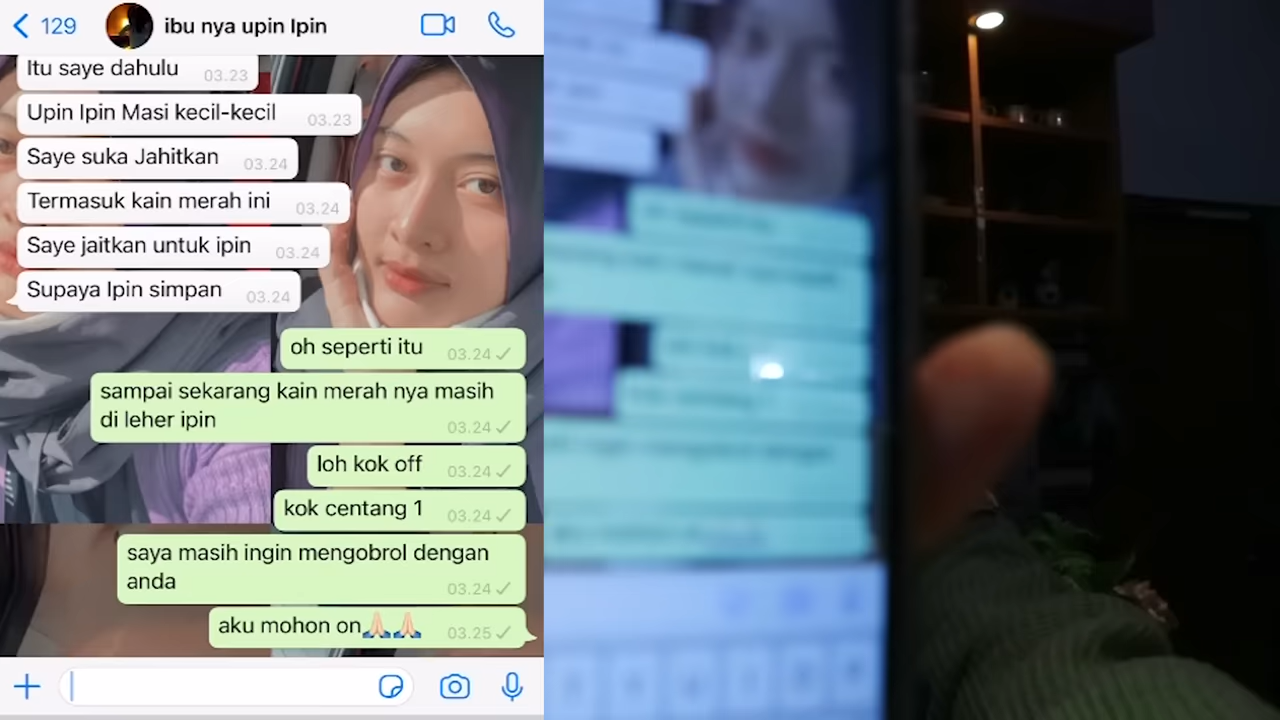 129
ibu nya upin Ipin
Itu saye dahulu 03.23
Upin Ipin Masi kecil-kecil 03.23
Saye suka Jahitkan 03.24
Termasuk kain merah ini 03.24
Saye jaitkan untuk ipin 03.24
Supaya Ipin simpan 03.24
oh seperti itu 03.24
sampai sekarang kain merah nya masih
di leher ipin 03.24
loh kok off 03.24
kok centang 1 03.24
saya masih ingin mengobrol dengan
anda 03.24
aku mohon on🙏🏻🙏🏻 03.25